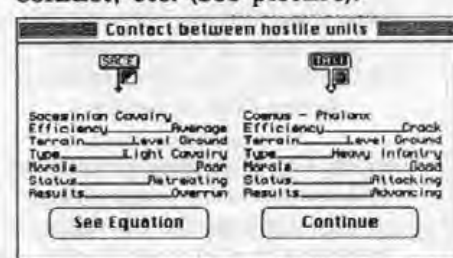 Contact between hostile units
SACE
Sacesinian Cavalry
Efficiency Average
Terrain Level Ground
Type Light Cavalry
Morale Poor
Status Retreating
Results Overrun
Coenus - Phalanx
Efficiency Crack
Terrain Level Ground
Type Heavy Infantry
Morale Good
Status Attacking
Results Advancing
See Equation
Continue